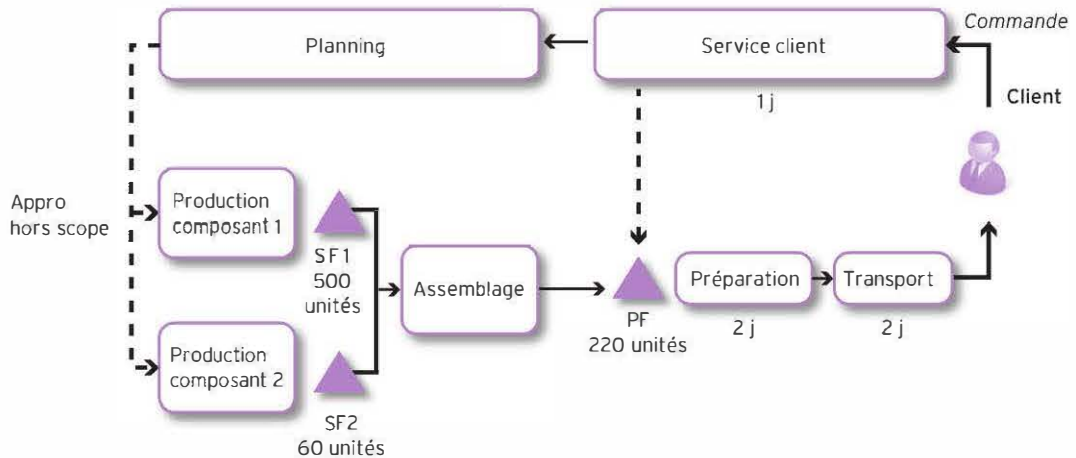 Commande
Planning
Service client
1 j
Client
Appro
hors scope
Production
composant 1
SF1
500
unités
Assemblage
PF
220 unités
Préparation
2 j
Transport
2 j
Production
composant 2
SF2
60 unités